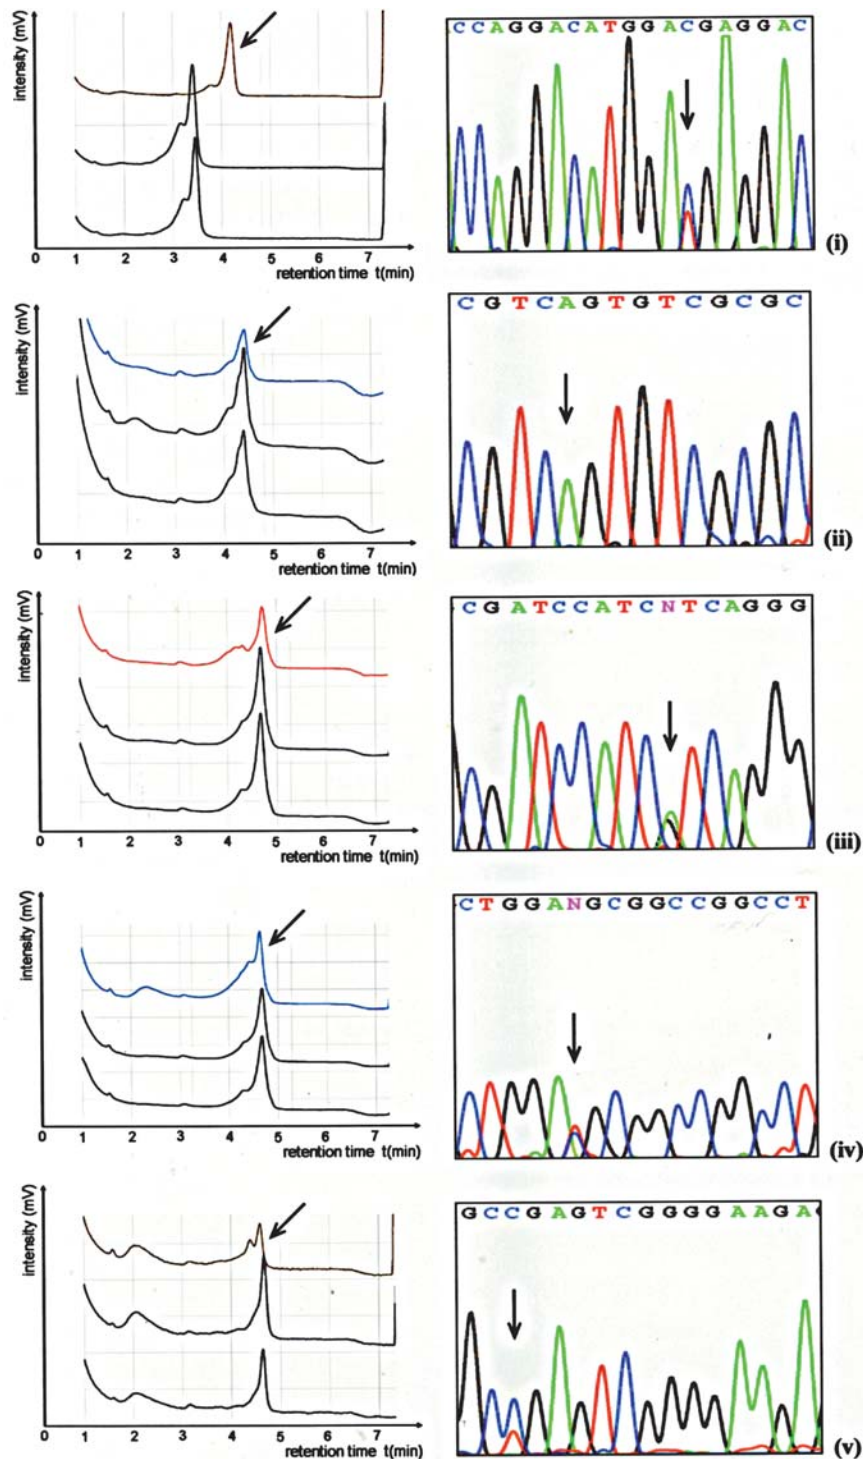 intensity (mV)
0 1 2 3 4 5 6 7
retention time t(min)
CCAGGACATGGACGAGGAC
(i)
intensity (mV)
0 1 2 3 4 5 6 7
retention time t(min)
CGTCAGTGTCGCGC
(ii)
intensity (mV)
0 1 2 3 4 5 6 7
retention time t(min)
CGATCCATCNTCAGGG
(iii)
intensity (mV)
0 1 2 3 4 5 6 7
retention time t(min)
CTGGANGCGGCCGGCCT
(iv)
intensity (mV)
0 1 2 3 4 5 6 7
retention time t(min)
GCCGAGTCGGGGAAGA
(v)